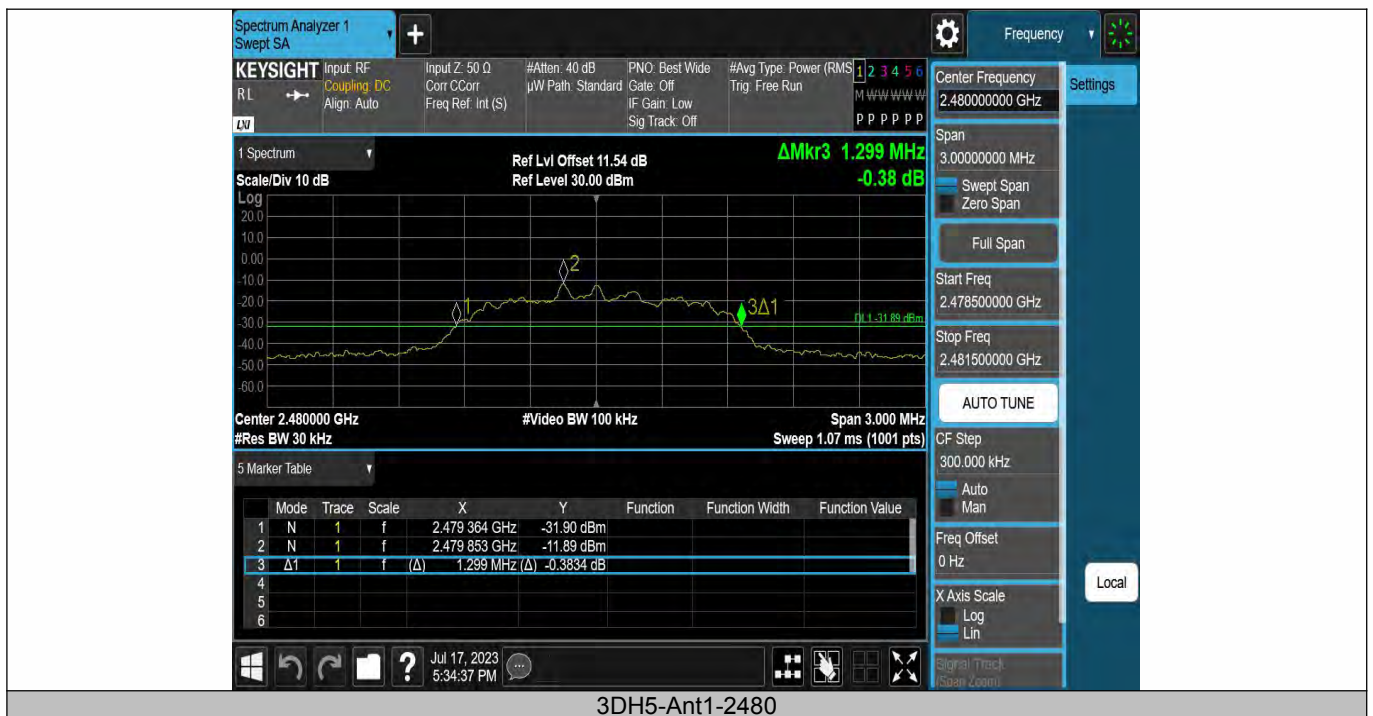 Spectrum Analyzer 1
Swept SA
+
Frequency
KEYSIGHT
RL
LXI
Input: RF
Coupling: DC
Align: Auto
Input Z: 50 Ω
Corr CCorr
Freq Ref: Int (S)
#Atten: 40 dB
µW Path: Standard
PNO: Best Wide
Gate: Off
IF Gain: Low
Sig Track: Off
#Avg Type: Power (RMS
Trig: Free Run
1 2 3 4 5 6
M W W W W W
P P P P P P
1 Spectrum
Scale/Div 10 dB
Ref Lvl Offset 11.54 dB
Ref Level 30.00 dBm
ΔMkr3 1.299 MHz
-0.38 dB
Log
20.0
10.0
0.00
-10.0
-20.0
-30.0
-40.0
-50.0
-60.0
1
2
3Δ1
DL1 -31.89 dBm
Center 2.480000 GHz
#Video BW 100 kHz
Span 3.000 MHz
#Res BW 30 kHz
Sweep 1.07 ms (1001 pts)
5 Marker Table
Mode Trace Scale X Y Function Function Width Function Value
1 N 1 f 2.479 364 GHz -31.90 dBm
2 N 1 f 2.479 853 GHz -11.89 dBm
3 Δ1 1 f (Δ) 1.299 MHz (Δ) -0.3834 dB
4
5
6
?
Jul 17, 2023
5:34:37 PM
Center Frequency
2.480000000 GHz
Settings
Span
3.00000000 MHz
Swept Span
Zero Span
Full Span
Start Freq
2.478500000 GHz
Stop Freq
2.481500000 GHz
AUTO TUNE
CF Step
300.000 kHz
Auto
Man
Freq Offset
0 Hz
X Axis Scale
Log
Lin
Signal Track
(Span Zoom)
Local
3DH5-Ant1-2480